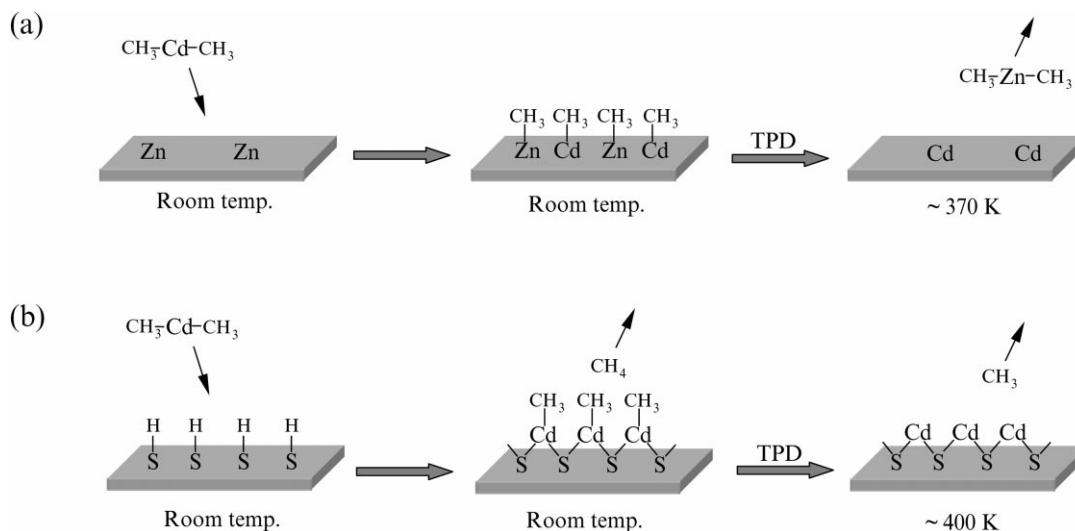 (a)
CH₃-Cd-CH₃
Zn Zn
Room temp.
CH₃ CH₃ CH₃ CH₃
Zn Cd Zn Cd
Room temp.
TPD
CH₃-Zn-CH₃
Cd Cd
~ 370 K
(b)
CH₃-Cd-CH₃
H H H H
S S S S
Room temp.
CH₄
CH₃ CH₃ CH₃
Cd Cd Cd
S S S S
Room temp.
TPD
CH₃
Cd Cd Cd
S S S S
~ 400 K